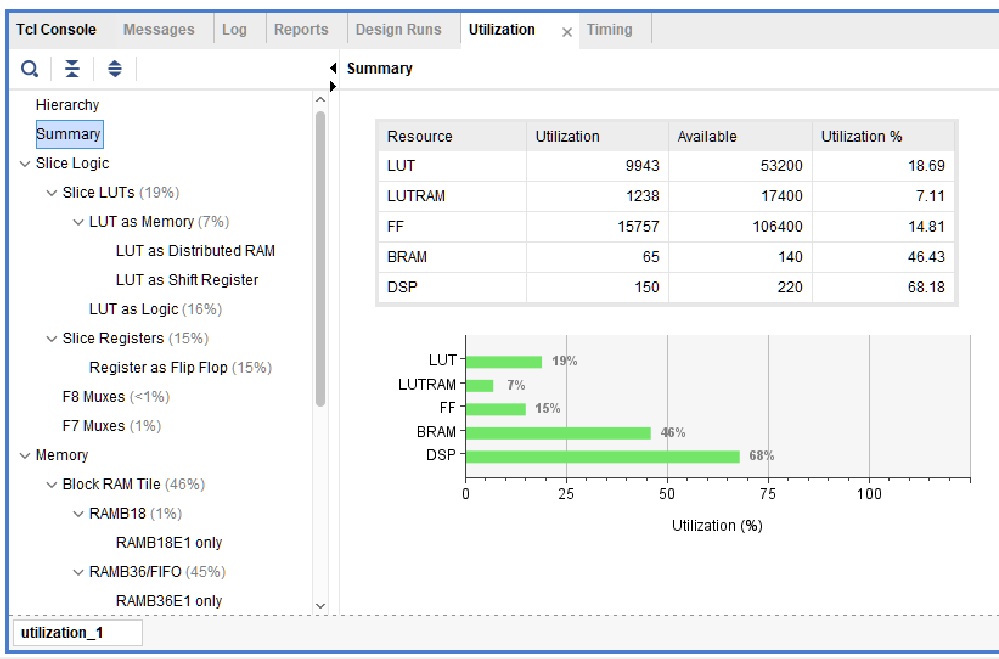 Tcl Console Messages Log Reports Design Runs Utilization × Timing
Summary
Hierarchy
Summary
Slice Logic
Slice LUTs (19%)
LUT as Memory (7%)
LUT as Distributed RAM
LUT as Shift Register
LUT as Logic (16%)
Slice Registers (15%)
Register as Flip Flop (15%)
F8 Muxes (<1%)
F7 Muxes (1%)
Memory
Block RAM Tile (46%)
RAMB18 (1%)
RAMB18E1 only
RAMB36/FIFO (45%)
RAMB36E1 only
Resource Utilization Available Utilization %
LUT 9943 53200 18.69
LUTRAM 1238 17400 7.11
FF 15757 106400 14.81
BRAM 65 140 46.43
DSP 150 220 68.18
LUT 19%
LUTRAM 7%
FF 15%
BRAM 46%
DSP 68%
0 25 50 75 100
Utilization (%)
utilization_1